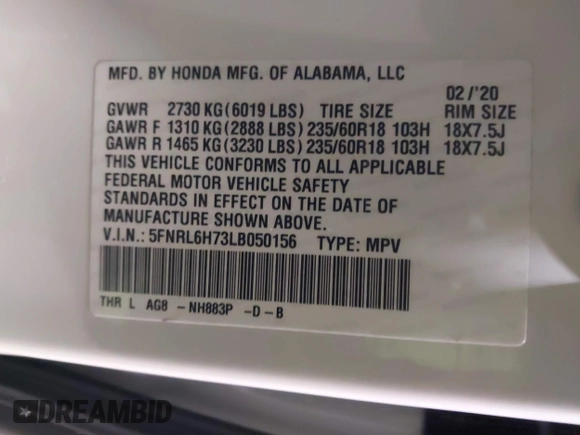 MFD. BY HONDA MFG. OF ALABAMA, LLC
02 /'20
GVWR 2730 KG(6019 LBS) TIRE SIZE RIM SIZE
GAWR F 1310 KG(2888 LBS) 235/60R18 103H 18X7.5J
GAWR R 1465 KG(3230 LBS) 235/60R18 103H 18X7.5J
THIS VEHICLE CONFORMS TO ALL APPLICABLE
FEDERAL MOTOR VEHICLE SAFETY
STANDARDS IN EFFECT ON THE DATE OF
MANUFACTURE SHOWN ABOVE.
V.I.N.: 5FNRL6H73LB050156 TYPE: MPV
THR L AG8 - NH883P - D - B
DREAMBID